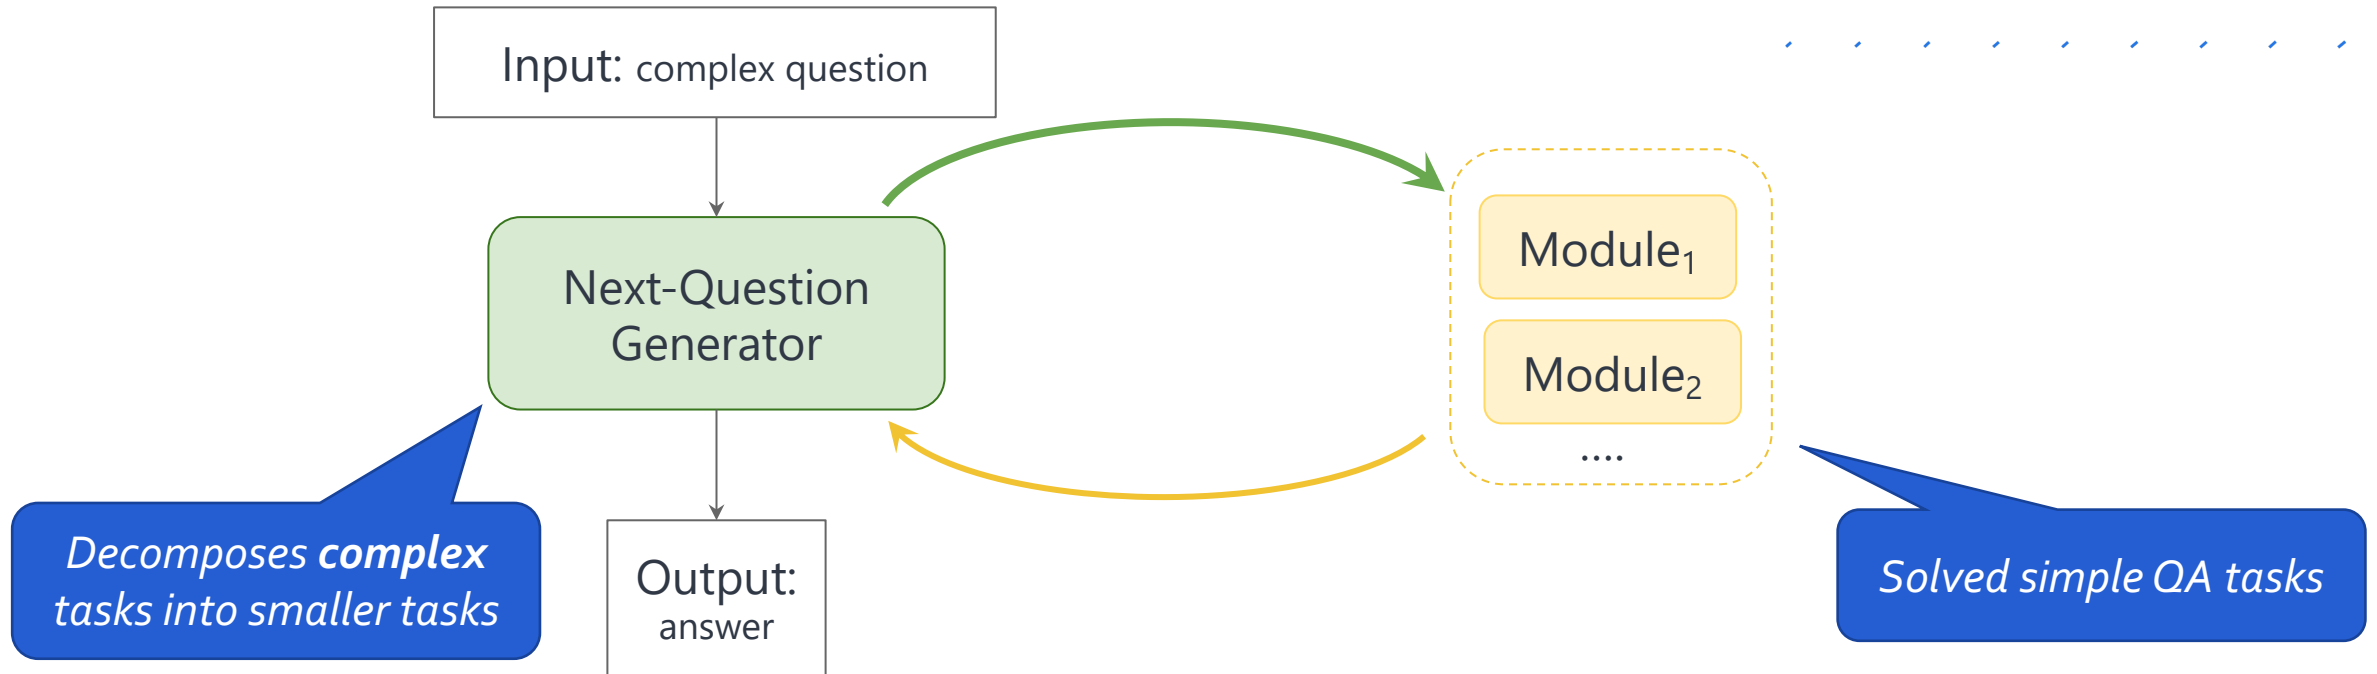 Input: complex question
Next-Question
Generator
Module₁
Module₂
....
Decomposes complex
tasks into smaller tasks
Output:
answer
Solved simple QA tasks